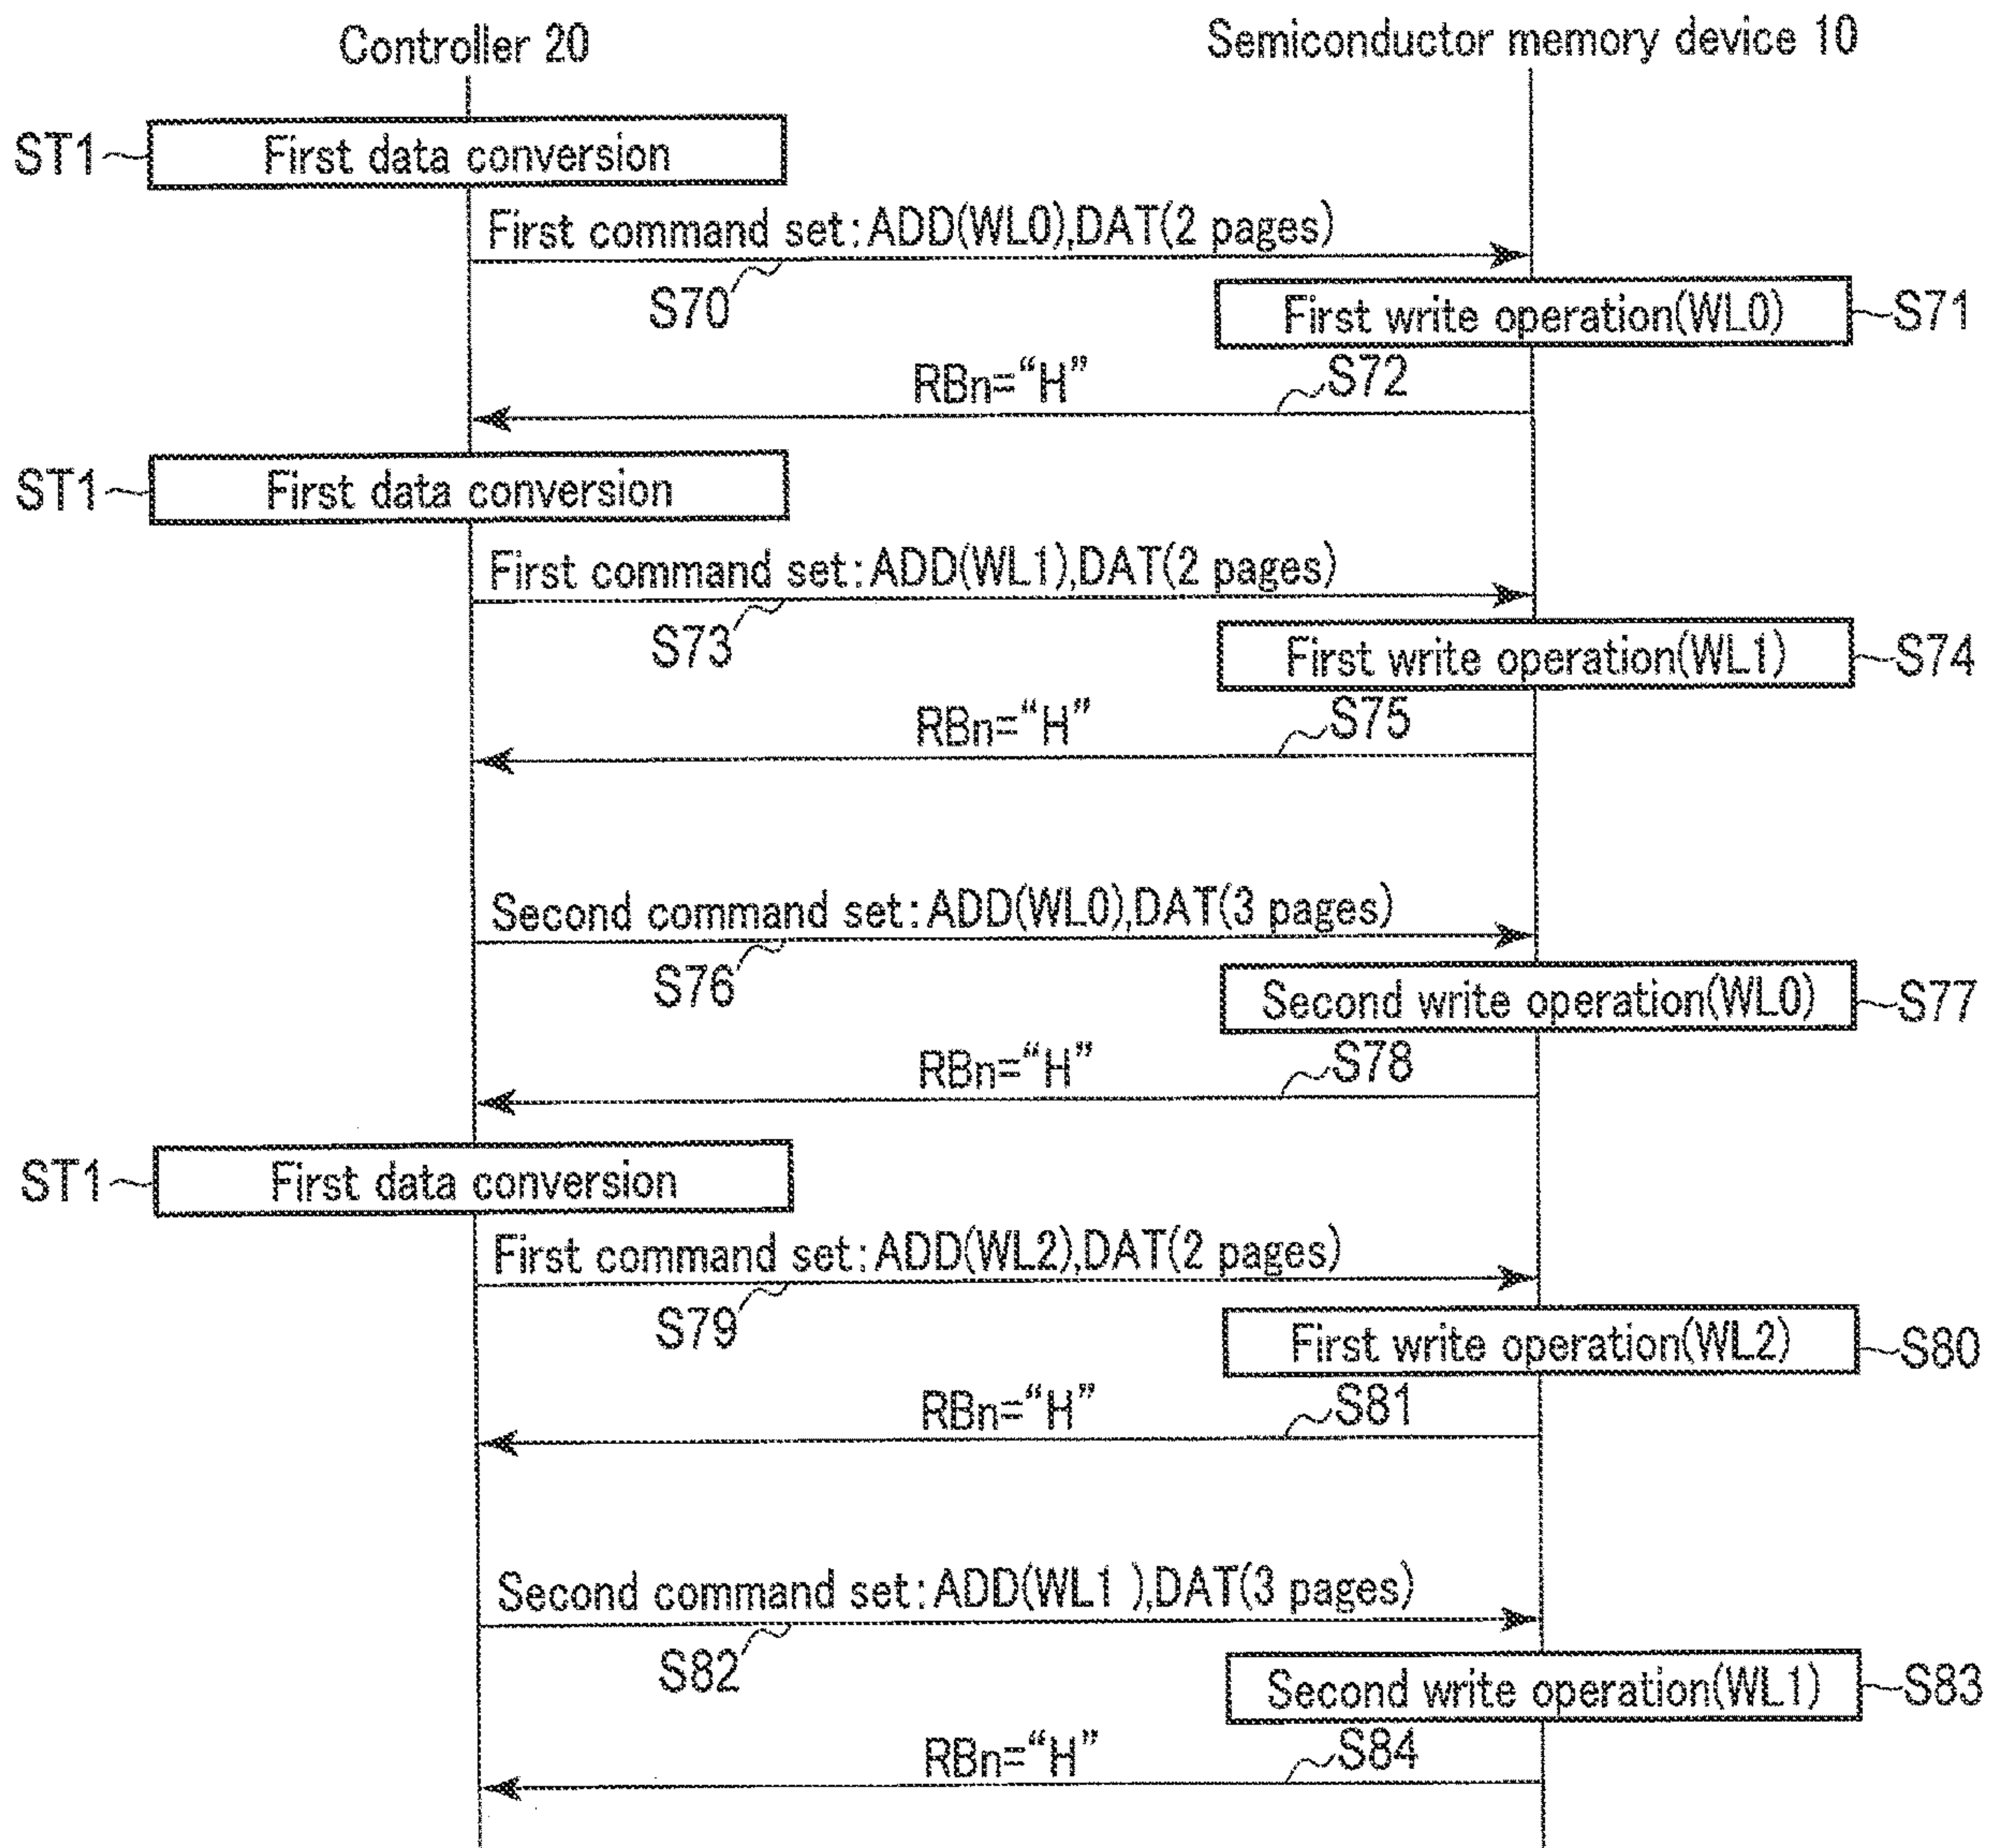 Controller 20
Semiconductor memory device 10
ST1
First data conversion
First command set:ADD(WL0),DAT(2 pages)
S70
First write operation(WL0)
S71
RBn=“H”
S72
ST1
First data conversion
First command set:ADD(WL1),DAT(2 pages)
S73
First write operation(WL1)
S74
RBn=“H”
S75
Second command set:ADD(WL0),DAT(3 pages)
S76
Second write operation(WL0)
S77
RBn=“H”
S78
ST1
First data conversion
First command set:ADD(WL2),DAT(2 pages)
S79
First write operation(WL2)
S80
RBn=“H”
S81
Second command set:ADD(WL1 ),DAT(3 pages)
S82
Second write operation(WL1)
S83
RBn=“H”
S84